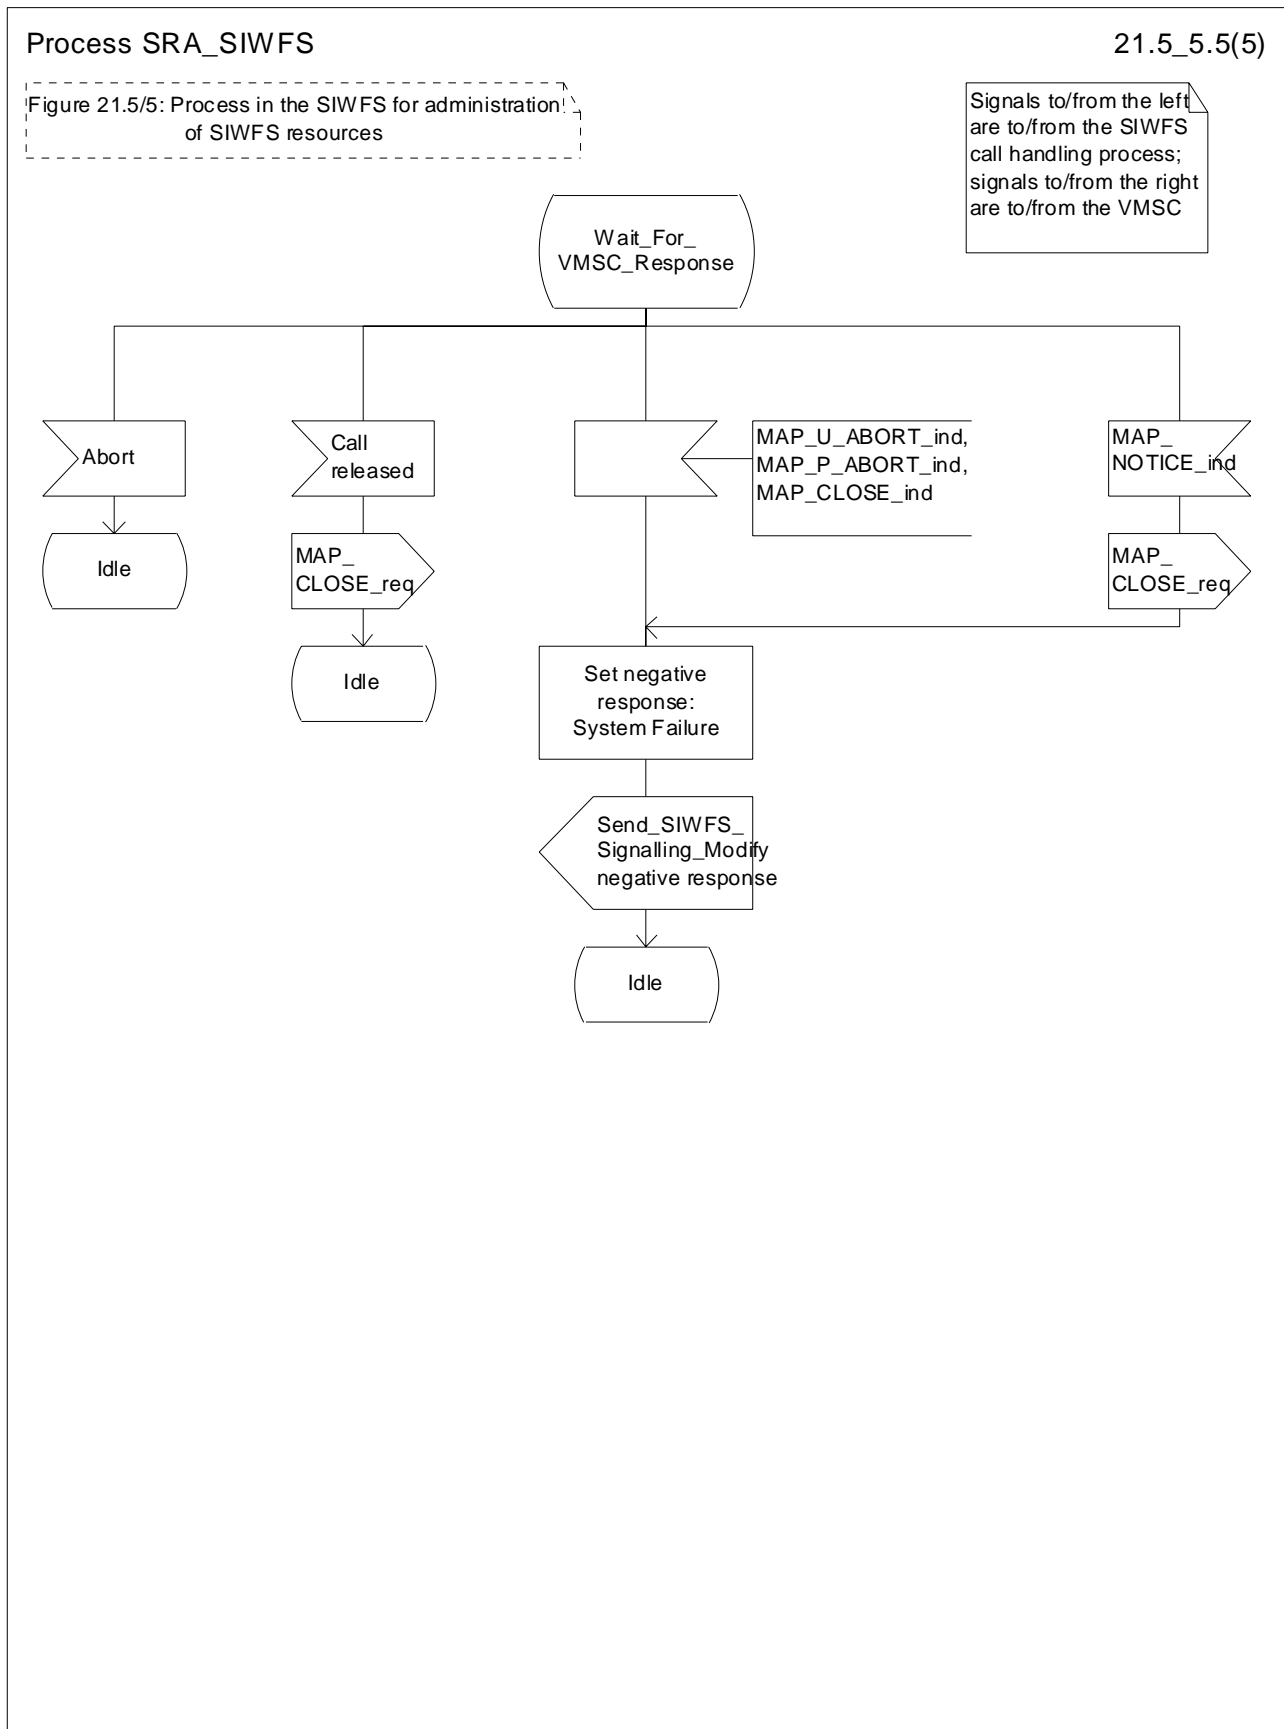 Process SRA_SIWFS
21.5_5.5(5)
Figure 21.5/5: Process in the SIWFS for administration
of SIWFS resources
Signals to/from the left
are to/from the SIWFS
call handling process;
signals to/from the right
are to/from the VMSC
Wait_For_
VMSC_Response
Abort
Call
released
MAP_U_ABORT_ind,
MAP_P_ABORT_ind,
MAP_CLOSE_ind
MAP_
NOTICE_ind
Idle
MAP_
CLOSE_req
MAP_
CLOSE_req
Idle
Set negative
response:
System Failure
Send_SIWFS_
Signalling_Modify
negative response
Idle